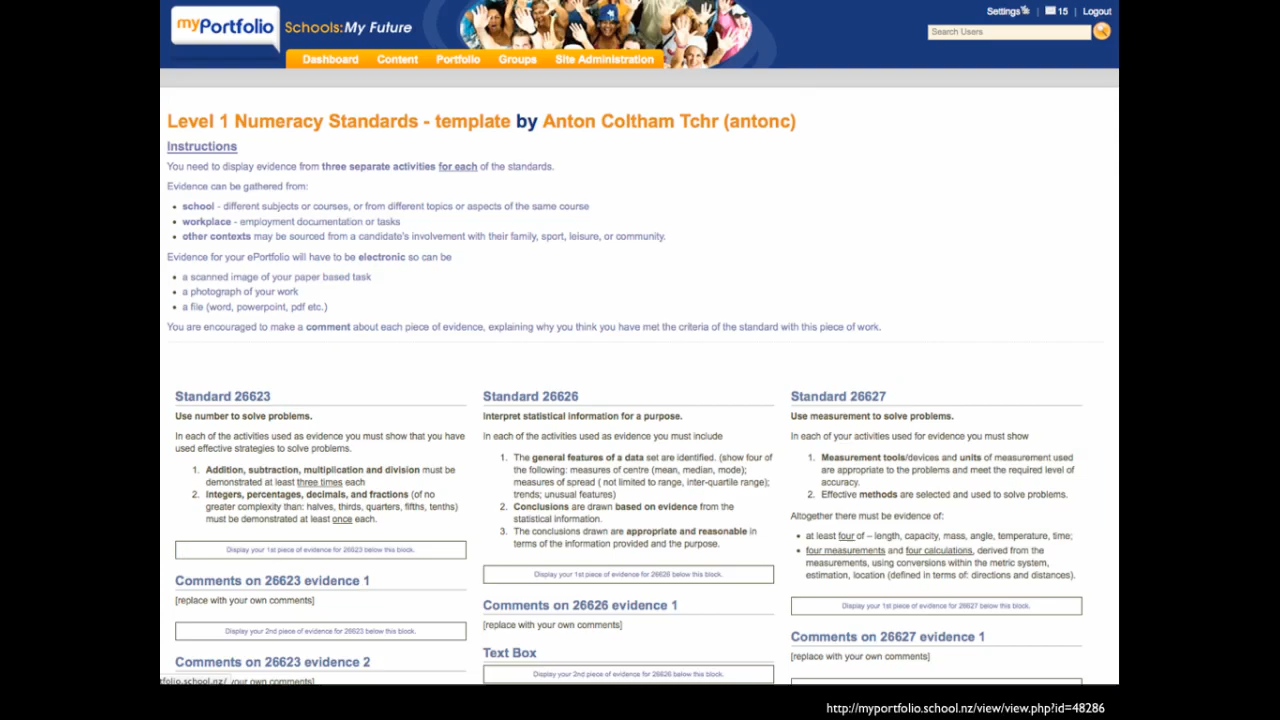 myPortfolio
Schools:My Future
Settings | 15 | Logout
Search Users
Dashboard Content Portfolio Groups Site Administration
Level 1 Numeracy Standards - template by Anton Coltham Tchr (antonc)
Instructions
You need to display evidence from three separate activities for each of the standards.
Evidence can be gathered from:
• school - different subjects or courses, or from different topics or aspects of the same course
• workplace - employment documentation or tasks
• other contexts may be sourced from a candidate's involvement with their family, sport, leisure, or community.
Evidence for your ePortfolio will have to be electronic so can be
• a scanned image of your paper based task
• a photograph of your work
• a file (word, powerpoint, pdf etc.)
You are encouraged to make a comment about each piece of evidence, explaining why you think you have met the criteria of the standard with this piece of work.
Standard 26623
Use number to solve problems.
In each of the activities used as evidence you must show that you have
used effective strategies to solve problems.
1. Addition, subtraction, multiplication and division must be
demonstrated at least three times each
2. Integers, percentages, decimals, and fractions (of no
greater complexity than: halves, thirds, quarters, fifths, tenths)
must be demonstrated at least once each.
Display your 1st piece of evidence for 26623 below this block.
Comments on 26623 evidence 1
[replace with your own comments]
Display your 2nd piece of evidence for 26623 below this block.
Comments on 26623 evidence 2
your own comments]
tfolio.school.nz/
Standard 26626
Interpret statistical information for a purpose.
In each of the activities used as evidence you must include
1. The general features of a data set are identified. (show four of
the following: measures of centre (mean, median, mode);
measures of spread ( not limited to range, inter-quartile range);
trends; unusual features)
2. Conclusions are drawn based on evidence from the
statistical information.
3. The conclusions drawn are appropriate and reasonable in
terms of the information provided and the purpose.
Display your 1st piece of evidence for 26626 below this block.
Comments on 26626 evidence 1
[replace with your own comments]
Text Box
Display your 2nd piece of evidence for 26626 below this block.
Standard 26627
Use measurement to solve problems.
In each of your activities used for evidence you must show
1. Measurement tools/devices and units of measurement used
are appropriate to the problems and meet the required level of
accuracy.
2. Effective methods are selected and used to solve problems.
Altogether there must be evidence of:
• at least four of – length, capacity, mass, angle, temperature, time;
• four measurements and four calculations, derived from the
measurements, using conversions within the metric system,
estimation, location (defined in terms of: directions and distances).
Display your 1st piece of evidence for 26627 below this block.
Comments on 26627 evidence 1
[replace with your own comments]
http://myportfolio.school.nz/view/view.php?id=48286